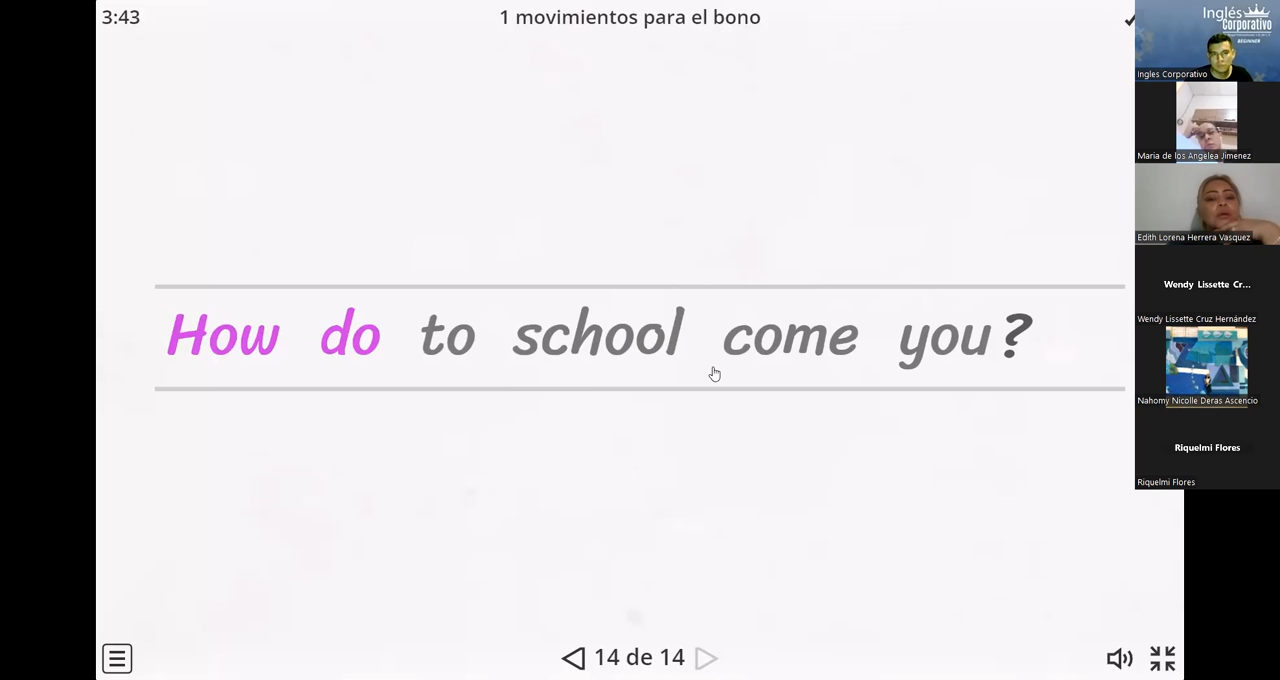 3:43
1 movimientos para el bono
Inglés
Corporativo
BEGINNER
Ingles Corporativo
Maria de los Angelea Jimenez
Edith Lorena Herrera Vasquez
Wendy Lissette Cr...
Wendy Lissette Cruz Hernández
How do to school come you?
Nahomy Nicolle Deras Ascencio
Riquelmi Flores
Riquelmi Flores
14 de 14